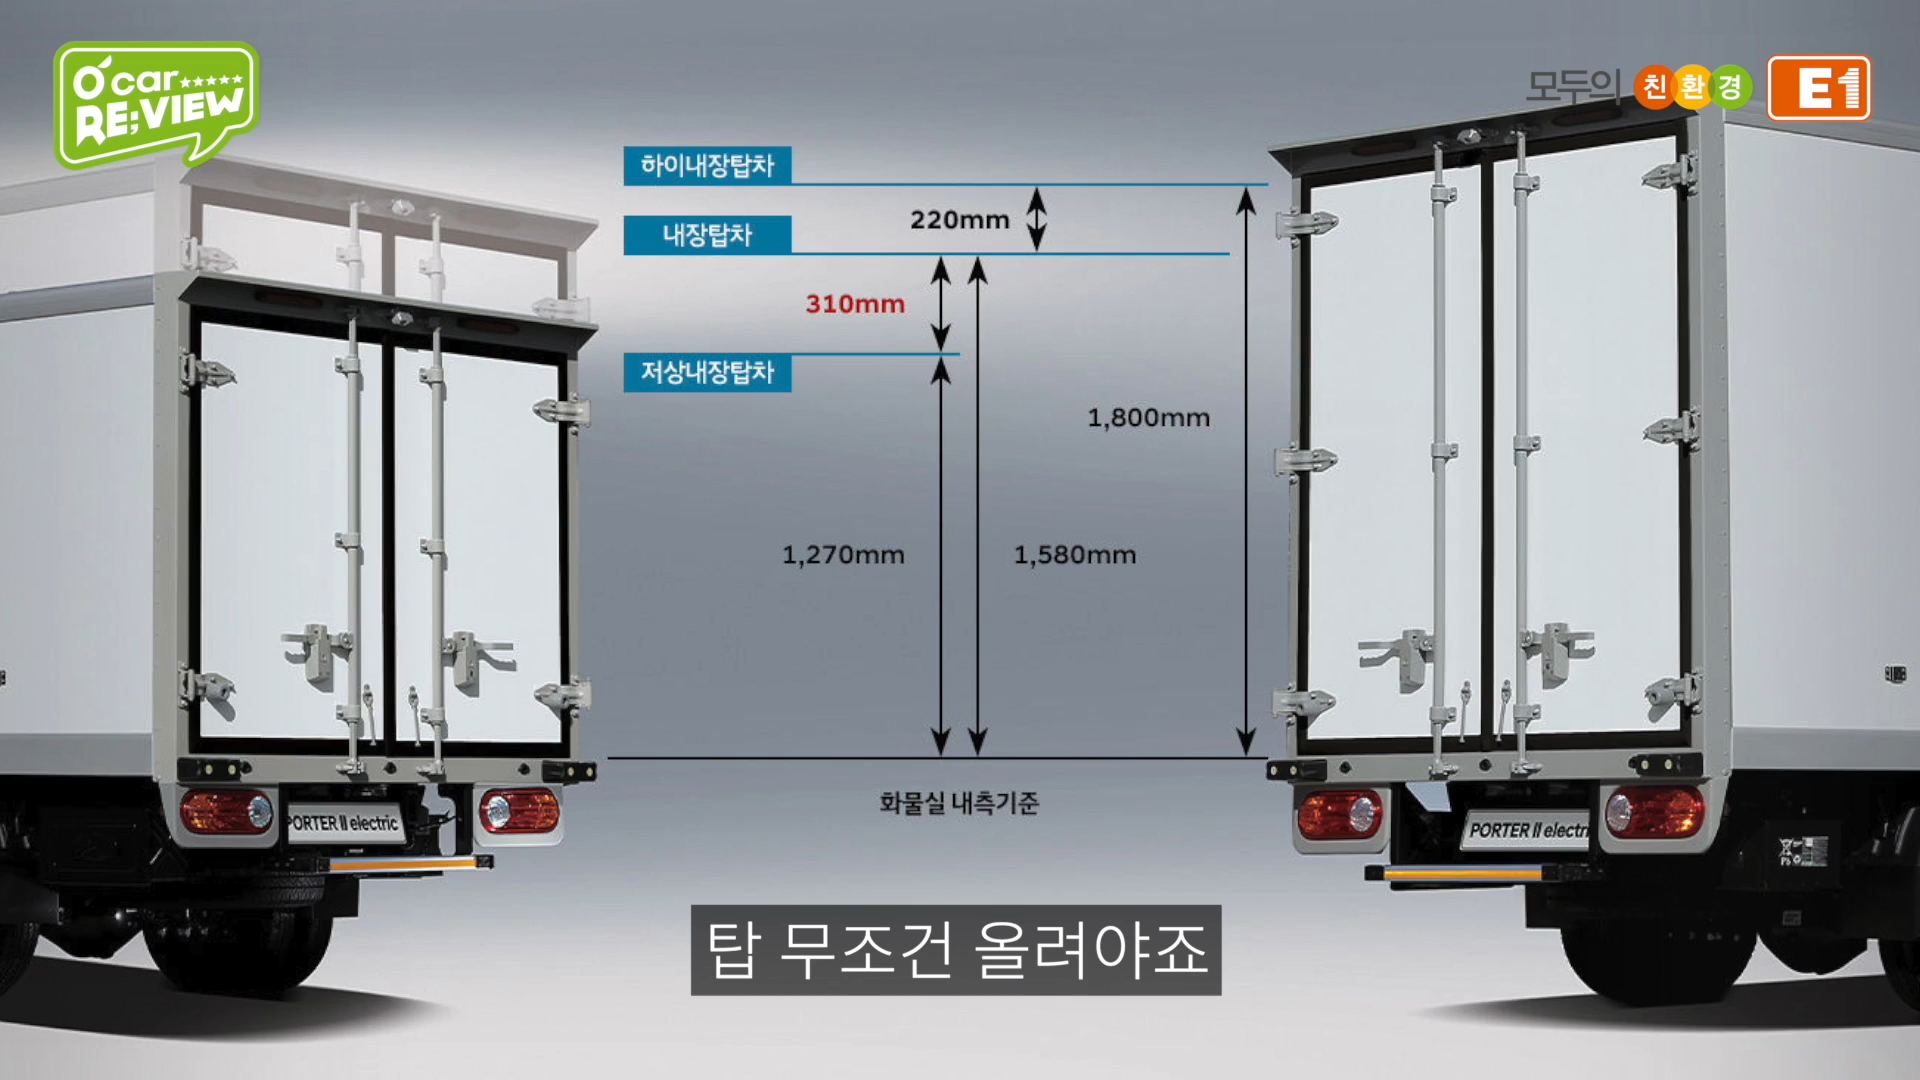 O'car
RE;VIEW
모두의 친환경 E1
하이내장탑차
220mm
내장탑차
310mm
저상내장탑차
1,800mm
1,270mm
1,580mm
화물실 내측기준
PORTER II electric
PORTER II electri
탑 무조건 올려야죠